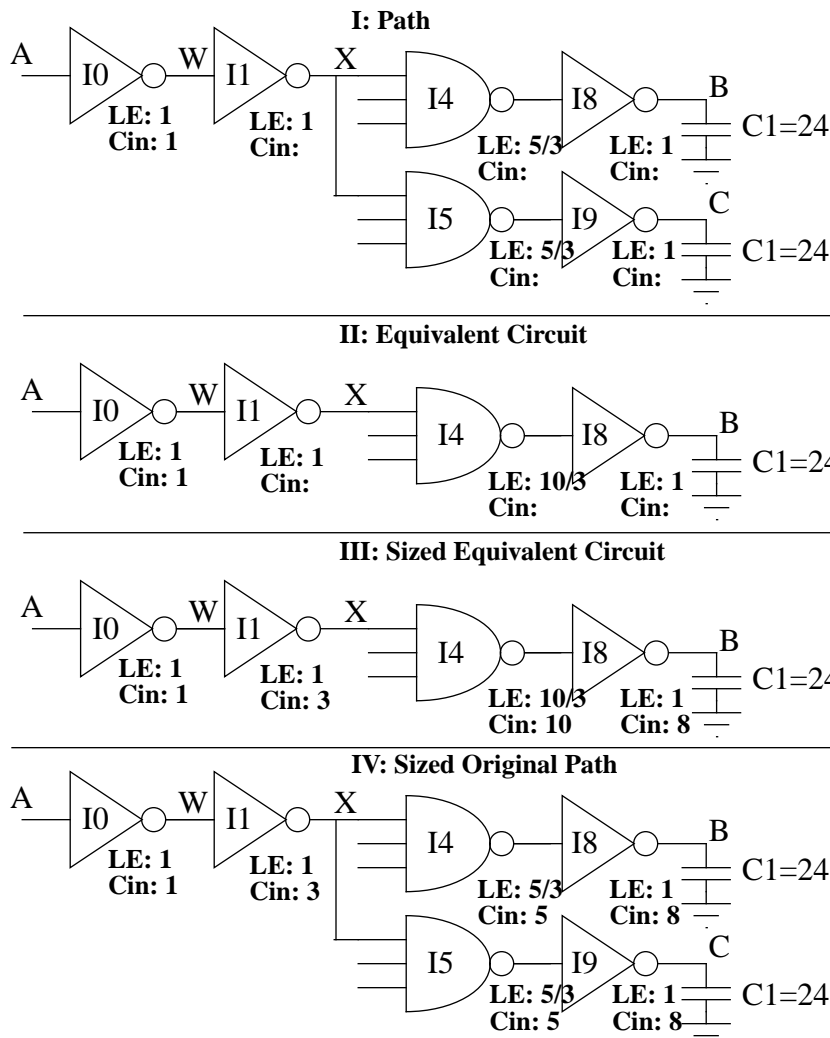 I: Path
A I0 W I1 X I4 I8 B
LE: 1 LE: 1 LE: 5/3 LE: 1 C1=24
Cin: 1 Cin: Cin: Cin:
I5 I9 C
LE: 5/3 LE: 1 C1=24
Cin: Cin:
II: Equivalent Circuit
A I0 W I1 X I4 I8 B
LE: 1 LE: 1 LE: 10/3 LE: 1 C1=24
Cin: 1 Cin: Cin: Cin:
III: Sized Equivalent Circuit
A I0 W I1 X I4 I8 B
LE: 1 LE: 1 LE: 10/3 LE: 1 C1=24
Cin: 1 Cin: 3 Cin: 10 Cin: 8
IV: Sized Original Path
A I0 W I1 X I4 I8 B
LE: 1 LE: 1 LE: 5/3 LE: 1 C1=24
Cin: 1 Cin: 3 Cin: 5 Cin: 8
I5 I9 C
LE: 5/3 LE: 1 C1=24
Cin: 5 Cin: 8